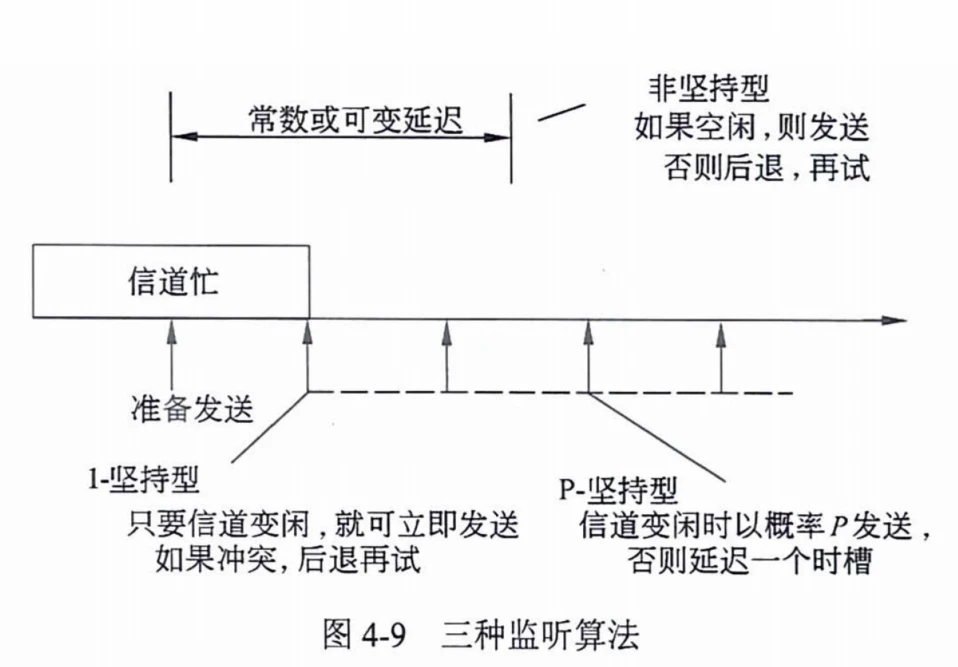 常数或可变延迟
非坚持型
如果空闲,则发送
否则后退,再试
信道忙
准备发送
1-坚持型
只要信道变闲,就可立即发送
如果冲突,后退再试
P-坚持型
信道变闲时以概率P发送,
否则延迟一个时槽
图 4-9 三种监听算法